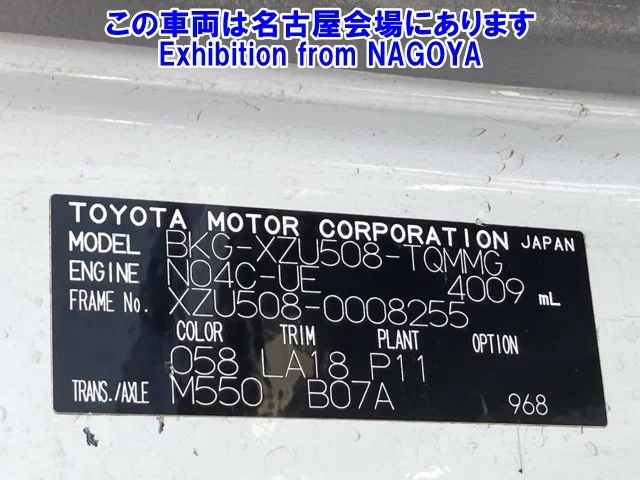 この車両は名古屋会場にあります
Exhibition from NAGOYA
TOYOTA MOTOR CORPORATION JAPAN
MODEL BKG-XZU508-TQMMG
ENGINE N04C-UE 4009 mL
FRAME No. XZU508-0008255
COLOR TRIM PLANT OPTION
058 LA18 P11
TRANS./AXLE M550 B07A 968